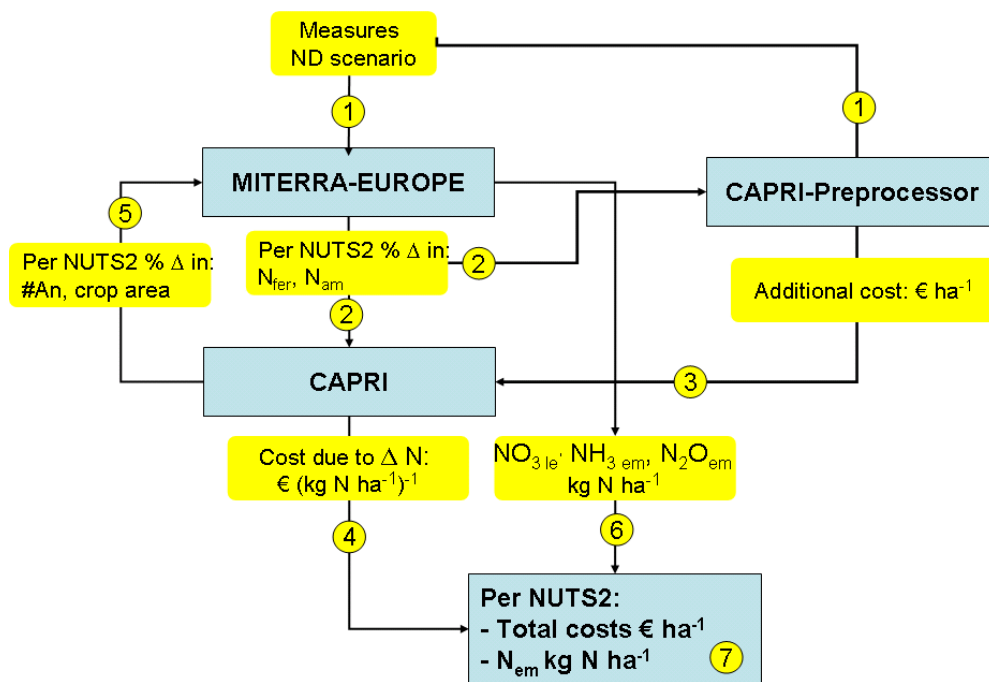 Measures
ND scenario
1
1
MITERRA-EUROPE
CAPRI-Preprocessor
5
Per NUTS2 % Δ in:
#An, crop area
Per NUTS2 % Δ in:
N_fer, N_am
2
2
Additional cost: € ha⁻¹
CAPRI
3
Cost due to Δ N:
€ (kg N ha⁻¹)⁻¹
NO₃ ₗₑ, NH₃ ₑₘ, N₂Oₑₘ
kg N ha⁻¹
4
6
Per NUTS2:
- Total costs € ha⁻¹
- Nₑₘ kg N ha⁻¹
7